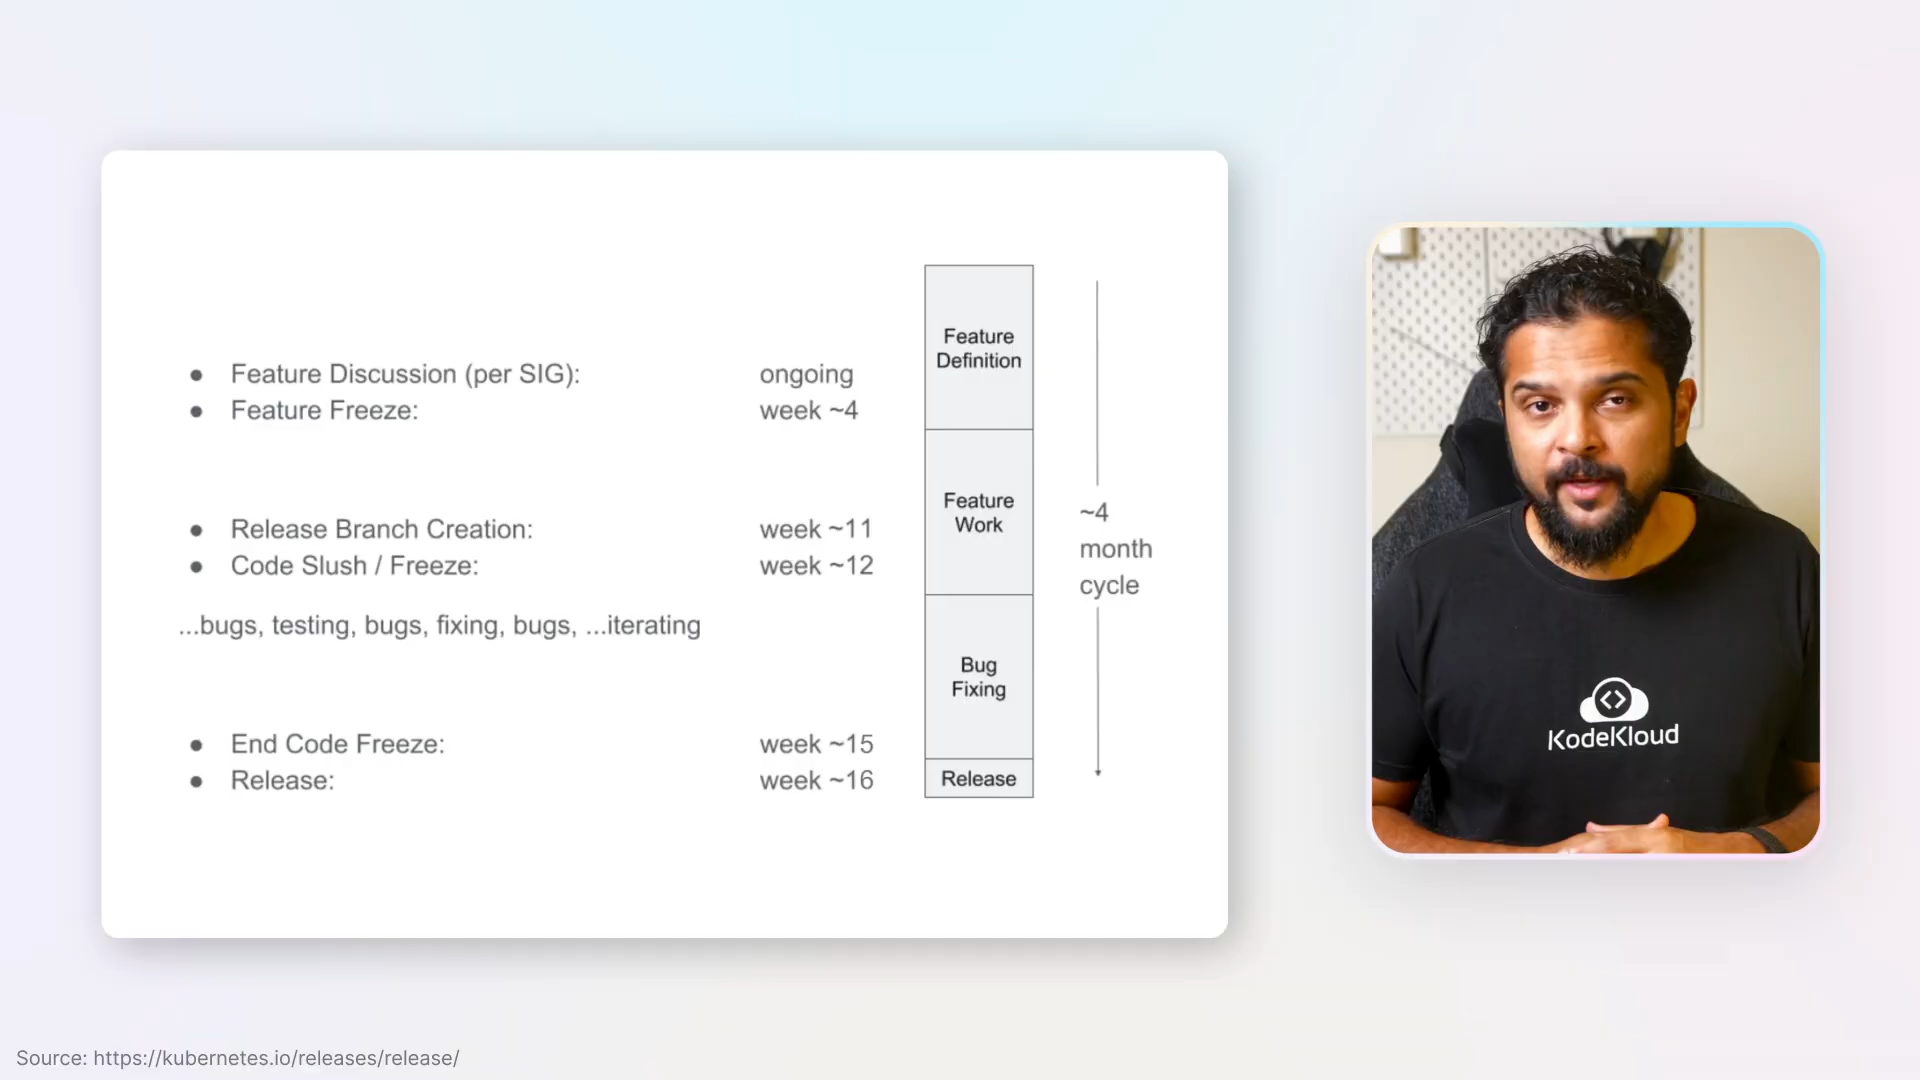 ● Feature Discussion (per SIG): ongoing
● Feature Freeze: week ~4
● Release Branch Creation: week ~11
● Code Slush / Freeze: week ~12
...bugs, testing, bugs, fixing, bugs, ...iterating
● End Code Freeze: week ~15
● Release: week ~16
Feature
Definition
Feature
Work
Bug
Fixing
Release
~4
month
cycle
KodeKloud
Source: https://kubernetes.io/releases/release/